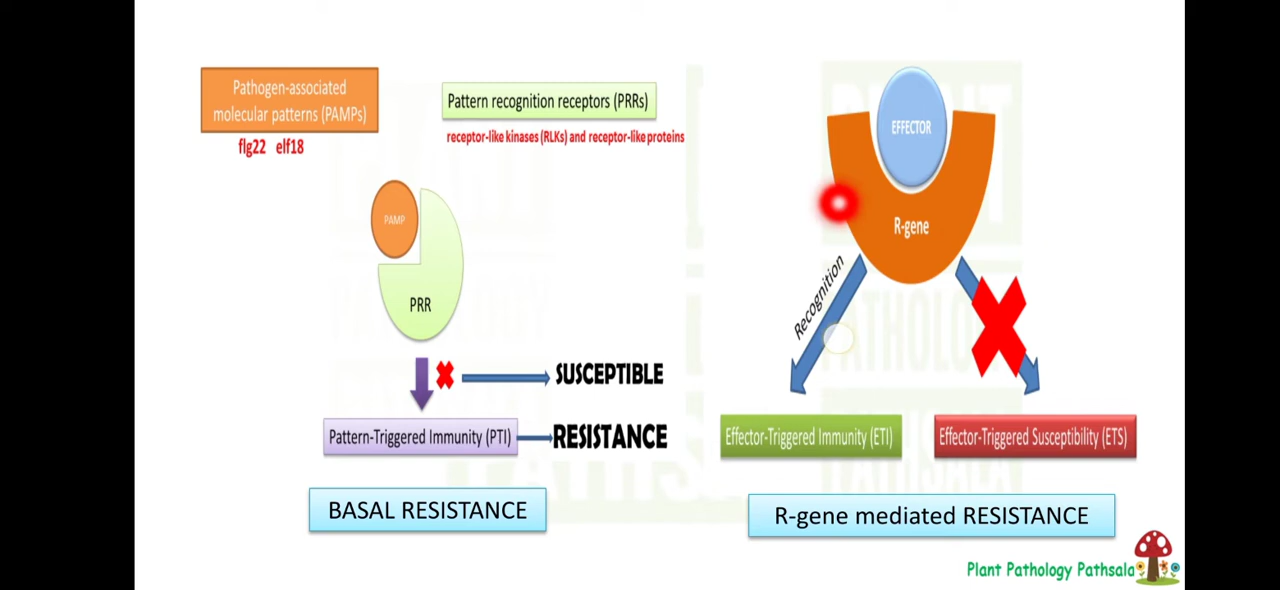 Pathogen-associated
molecular patterns (PAMPs)
flg22 elf18
Pattern recognition receptors (PRRs)
receptor-like kinases (RLKs) and receptor-like proteins
PAMP
PRR
SUSCEPTIBLE
Pattern-Triggered Immunity (PTI)
RESISTANCE
BASAL RESISTANCE
EFFECTOR
R-gene
Recognition
Effector-Triggered Immunity (ETI)
Effector-Triggered Susceptibility (ETS)
R-gene mediated RESISTANCE
Plant Pathology Pathsala